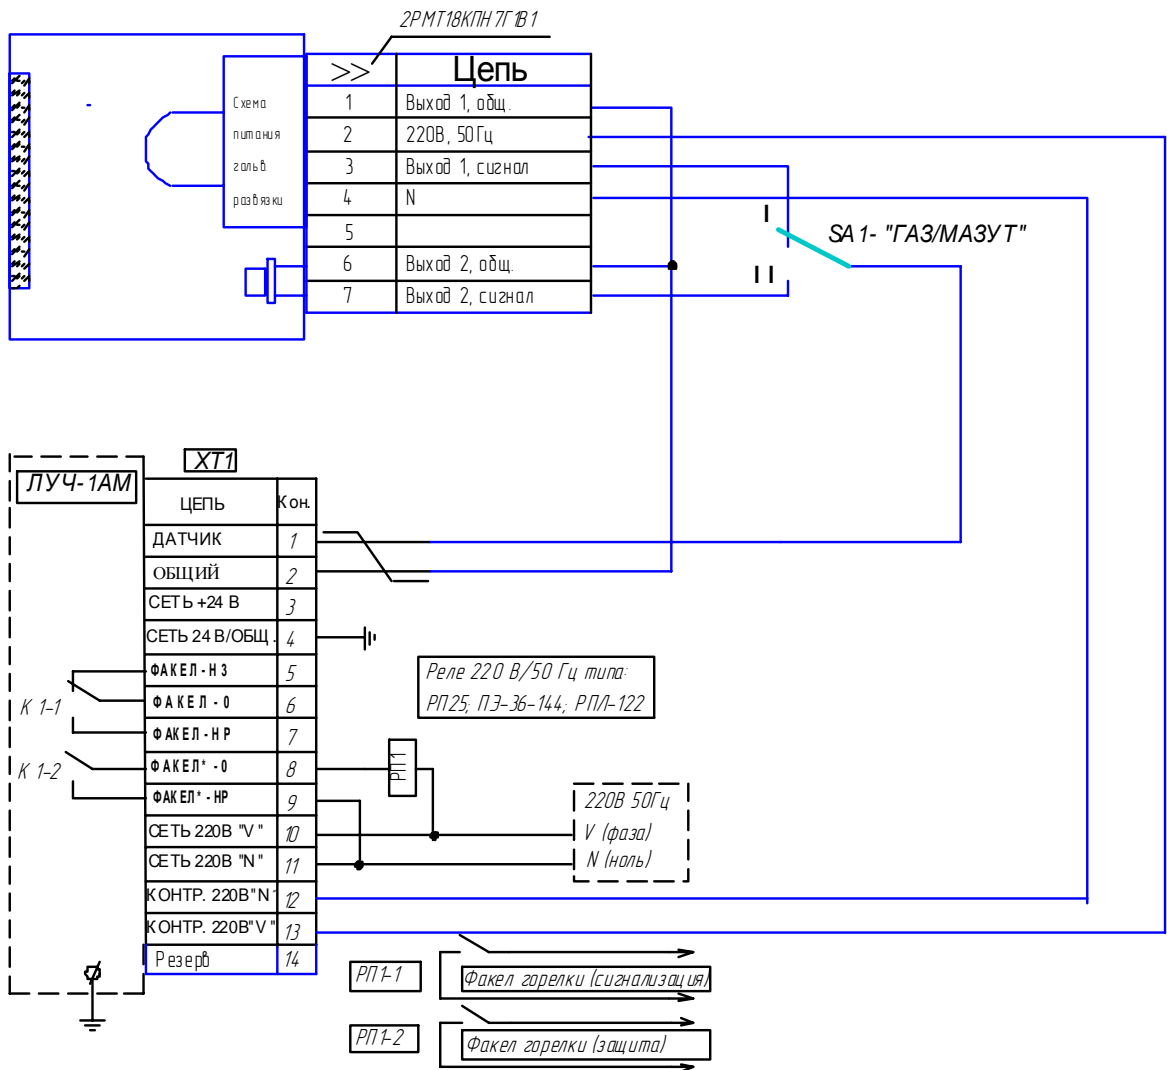 2РМТ18КПН7Г1В1
>> Цепь
1 Выход 1, общ.
2 220В, 50Гц
3 Выход 1, сигнал
4 N
5
6 Выход 2, общ.
7 Выход 2, сигнал
Схема
питания
гальв.
развязки
I
II
SA1- "ГАЗ/МАЗУТ"
ЛУЧ-1АМ
XT1
ЦЕПЬ Кон.
ДАТЧИК 1
ОБЩИЙ 2
СЕТЬ +24 В 3
СЕТЬ 24 В/ОБЩ. 4
ФАКЕЛ-НЗ 5
ФАКЕЛ-0 6
ФАКЕЛ-НР 7
ФАКЕЛ*-0 8
ФАКЕЛ*-НР 9
СЕТЬ 220В "V" 10
СЕТЬ 220В "N" 11
КОНТР. 220В"N" 12
КОНТР. 220В"V" 13
Резерв 14
К 1-1
К 1-2
Реле 220 В/50 Гц типа:
РП25; ПЭ-36-144; РПЛ-122
РП1
220В 50Гц
V (фаза)
N (ноль)
РП1-1
Факел горелки (сигнализация)
РП1-2
Факел горелки (защита)